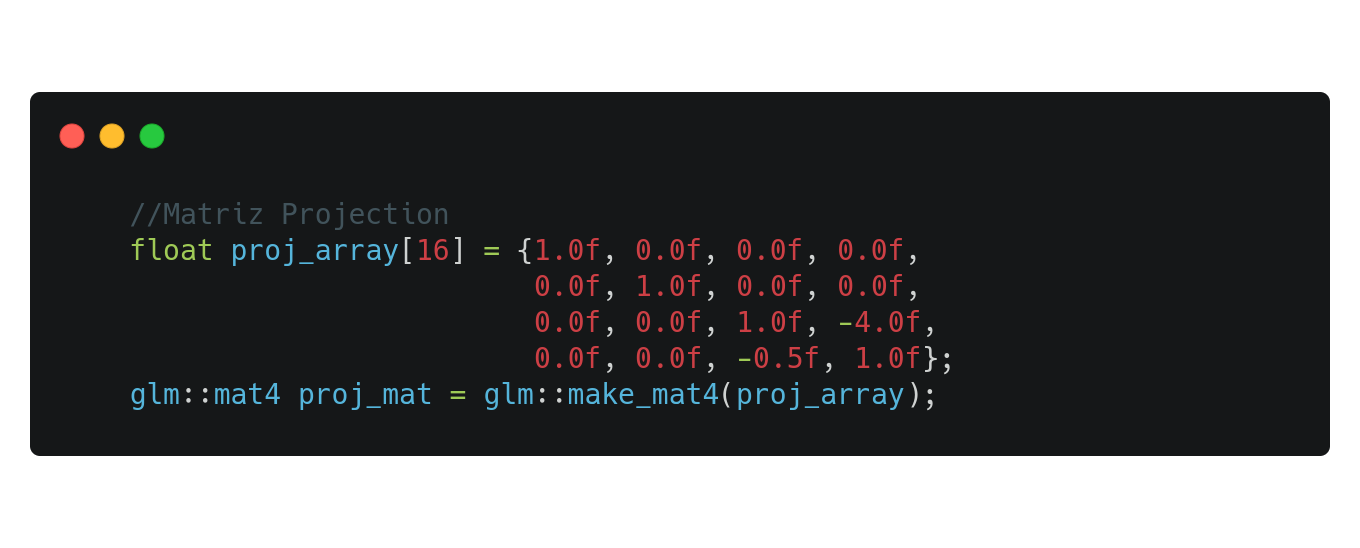 //Matriz Projection
float proj_array[16] = {1.0f, 0.0f, 0.0f, 0.0f,
0.0f, 1.0f, 0.0f, 0.0f,
0.0f, 0.0f, 1.0f, -4.0f,
0.0f, 0.0f, -0.5f, 1.0f};
glm::mat4 proj_mat = glm::make_mat4(proj_array);